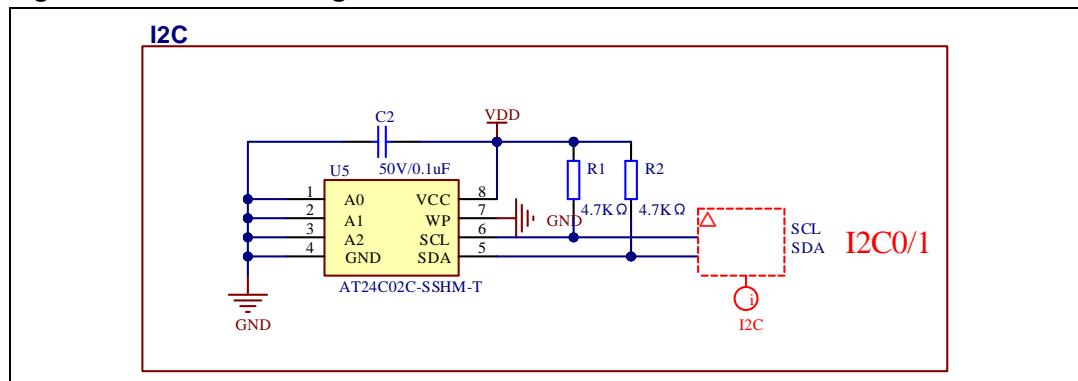 I2C
C2
VDD
50V/0.1uF
U5
R1
R2
4.7KΩ
4.7KΩ
1
A0
VCC
8
2
A1
WP
7
GND
3
A2
SCL
6
4
GND
SDA
5
AT24C02C-SSHM-T
GND
SCL
SDA
I2C0/1
i
I2C